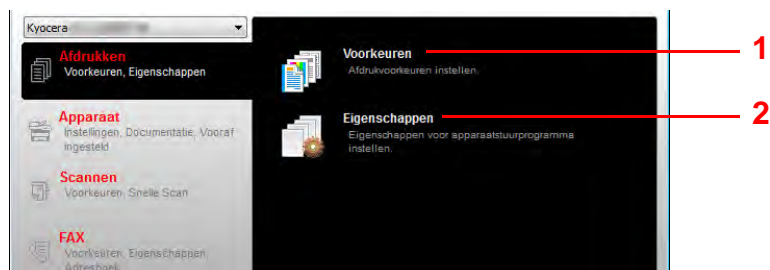 Kyocera
Afdrukken
Voorkeuren, Eigenschappen
Apparaat
Instellingen, Documentatie, Vooraf
ingesteld
Scannen
Voorkeuren, Snelle Scan
FAX
Voorkeuren, Eigenschappen,
Adresboek
Voorkeuren
Afdrukvoorkeuren instellen.
Eigenschappen
Eigenschappen voor apparaatstuurprogramma
instellen.
1
2